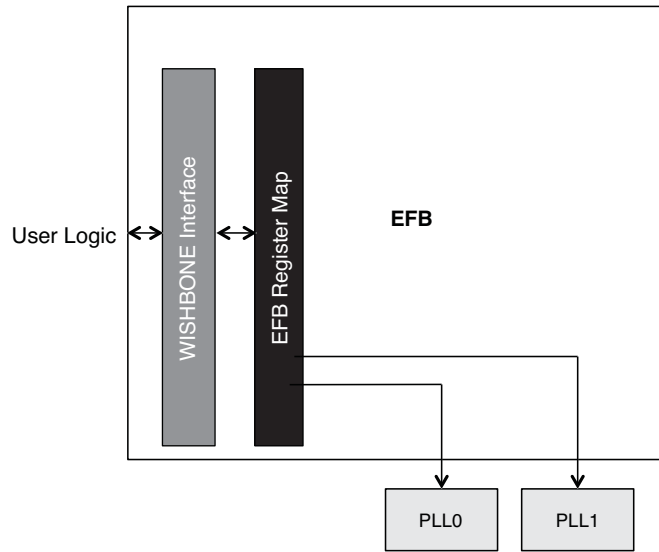 User Logic
WISHBONE Interface
EFB Register Map
EFB
PLL0
PLL1